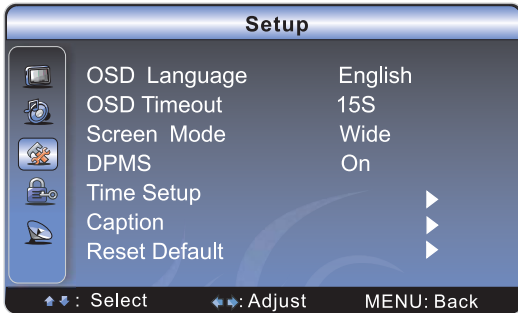 Setup
OSD Language English
OSD Timeout 15S
Screen Mode Wide
DPMS On
Time Setup
Caption
Reset Default
: Select : Adjust MENU: Back